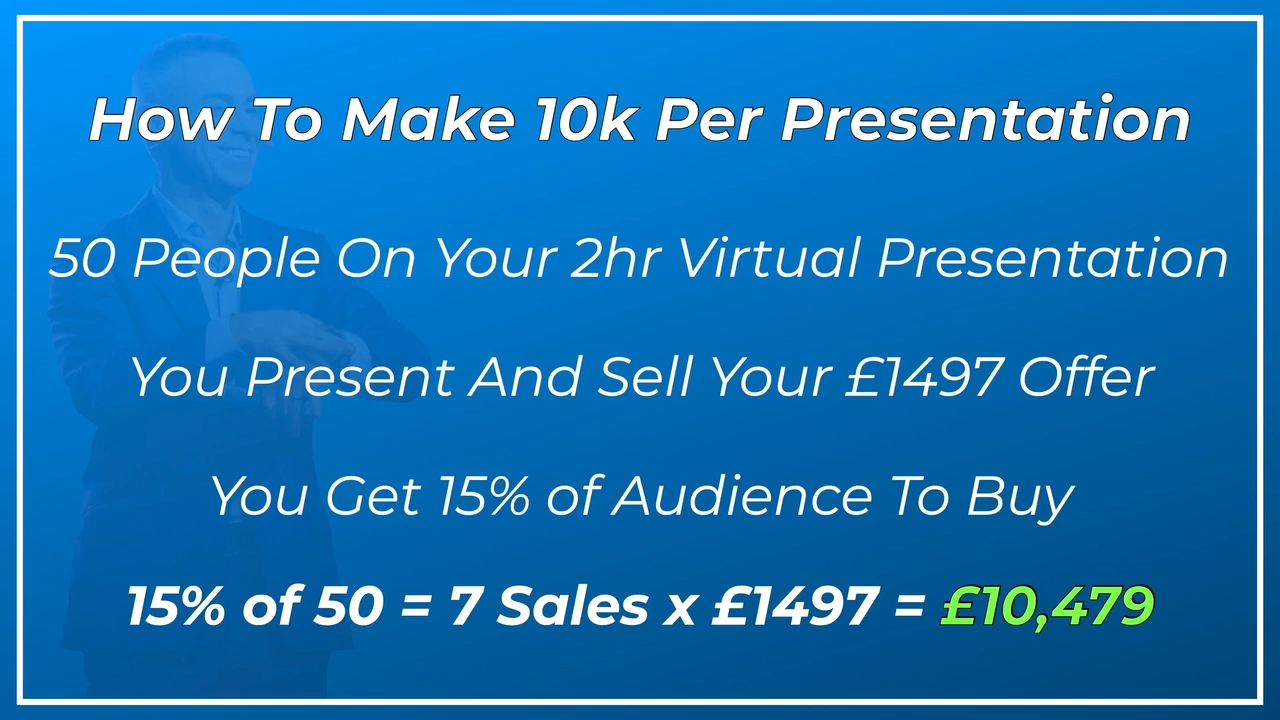 How To Make 10k Per Presentation
50 People On Your 2hr Virtual Presentation
You Present And Sell Your £1497 Offer
You Get 15% of Audience To Buy
15% of 50 = 7 Sales x £1497 = £10,479